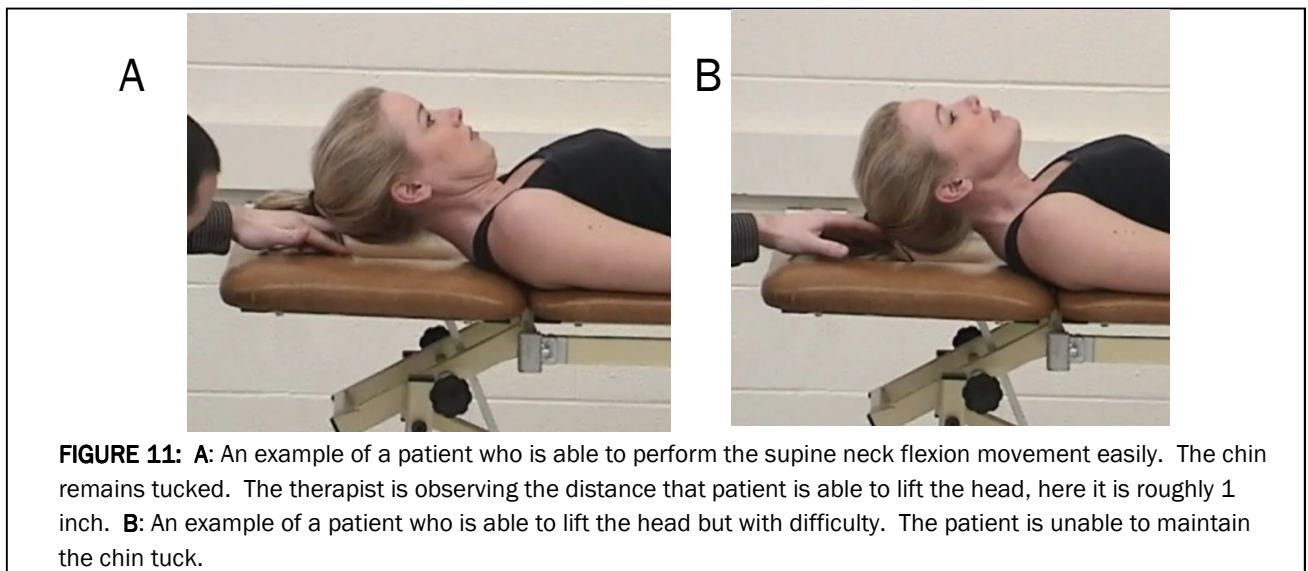 A
B
FIGURE 11: A: An example of a patient who is able to perform the supine neck flexion movement easily. The chin
remains tucked. The therapist is observing the distance that patient is able to lift the head, here it is roughly 1
inch. B: An example of a patient who is able to lift the head but with difficulty. The patient is unable to maintain
the chin tuck.